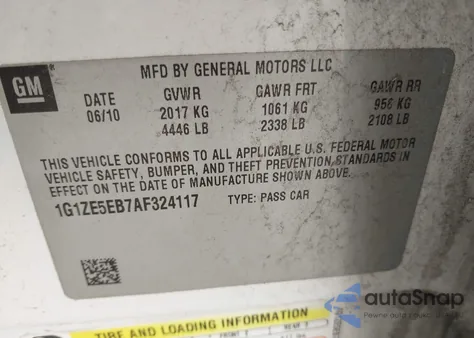 GM
MFD BY GENERAL MOTORS LLC
DATE GVWR GAWR FRT GAWR RR
06/10 2017 KG 1061 KG 956 KG
4446 LB 2338 LB 2108 LB
THIS VEHICLE CONFORMS TO ALL APPLICABLE U.S. FEDERAL MOTOR
VEHICLE SAFETY, BUMPER, AND THEFT PREVENTION STANDARDS IN
EFFECT ON THE DATE OF MANUFACTURE SHOWN ABOVE.
1G1ZE5EB7AF324117 TYPE: PASS CAR
autoSnap
Pewne auto
TIRE AND LOADING INFORMATION